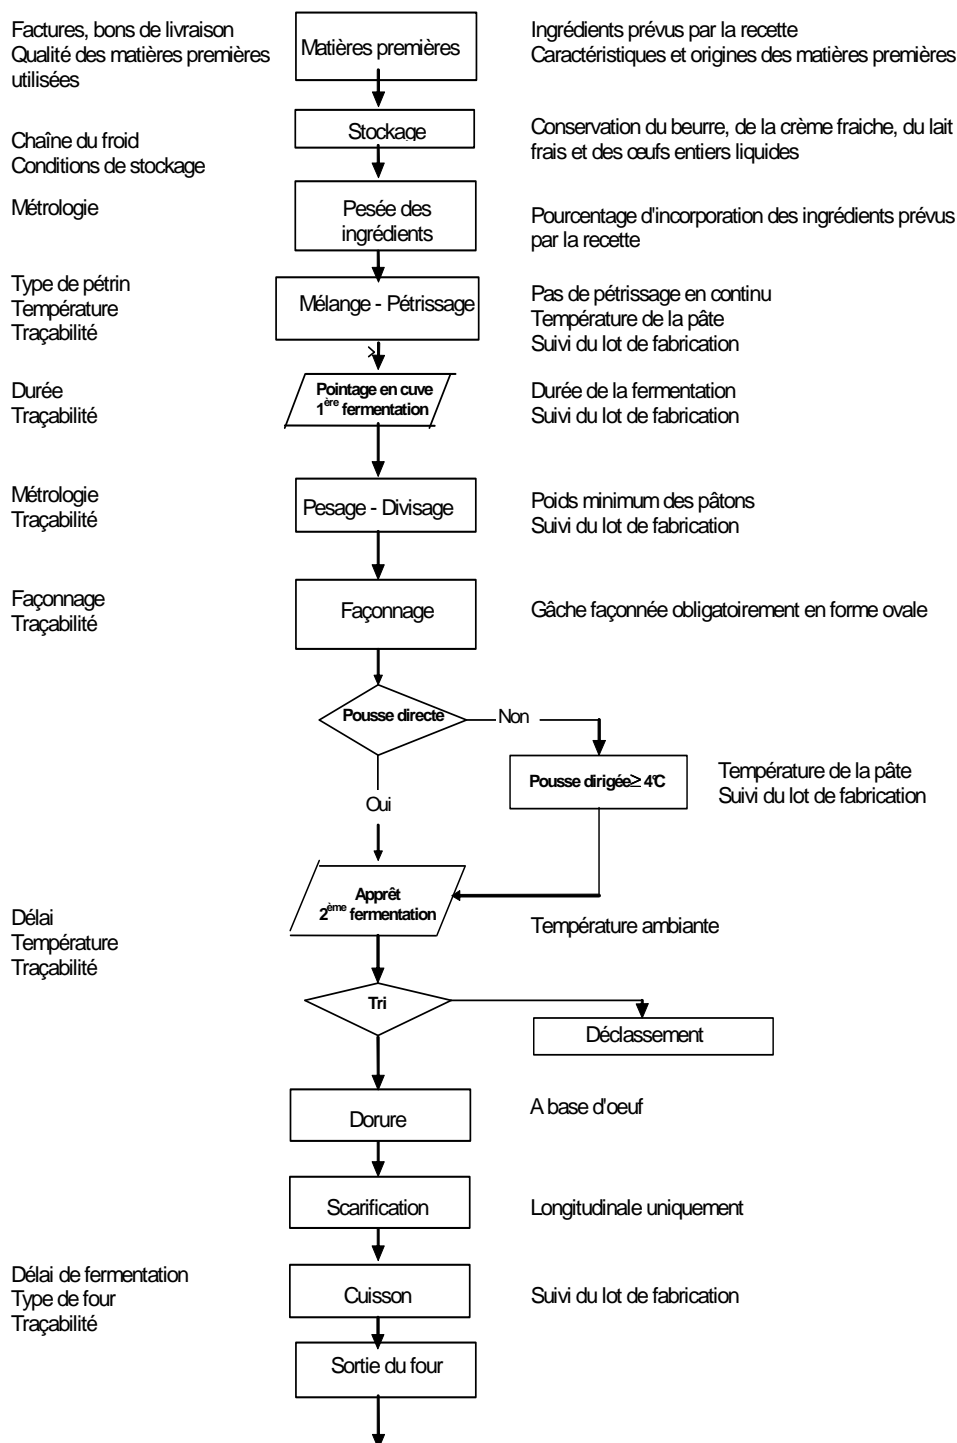 Factures, bons de livraison
Qualité des matières premières
utilisées
Matières premières
Ingrédients prévus par la recette
Caractéristiques et origines des matières premières
Chaîne du froid
Conditions de stockage
Stockage
Conservation du beurre, de la crème fraiche, du lait
frais et des œufs entiers liquides
Métrologie
Pesée des
ingrédients
Pourcentage d'incorporation des ingrédients prévus
par la recette
Type de pétrin
Température
Traçabilité
Mélange - Pétrissage
Pas de pétrissage en continu
Température de la pâte
Suivi du lot de fabrication
Durée
Traçabilité
Pointage en cuve
1ère fermentation
Durée de la fermentation
Suivi du lot de fabrication
Métrologie
Traçabilité
Pesage - Divisage
Poids minimum des pâtons
Suivi du lot de fabrication
Façonnage
Traçabilité
Façonnage
Gâche façonnée obligatoirement en forme ovale
Pousse directe
Non
Pousse dirigée≥ 4°C
Température de la pâte
Suivi du lot de fabrication
Oui
Délai
Température
Traçabilité
Apprêt
2ème fermentation
Température ambiante
Tri
Déclassement
Dorure
A base d'oeuf
Scarification
Longitudinale uniquement
Délai de fermentation
Type de four
Traçabilité
Cuisson
Suivi du lot de fabrication
Sortie du four